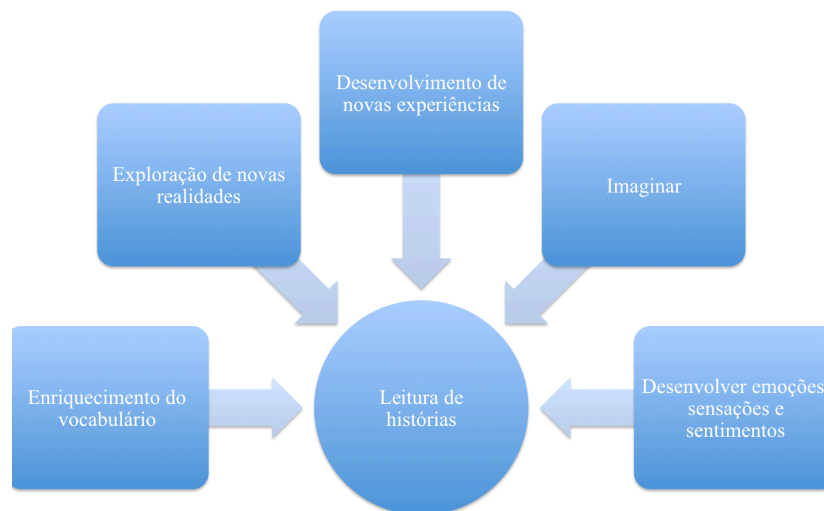 Desenvolvimento de
novas experiências
Exploração de novas
realidades
Imaginar
Enriquecimento do
vocabulário
Leitura de
histórias
Desenvolver emoções,
sensações e
sentimentos